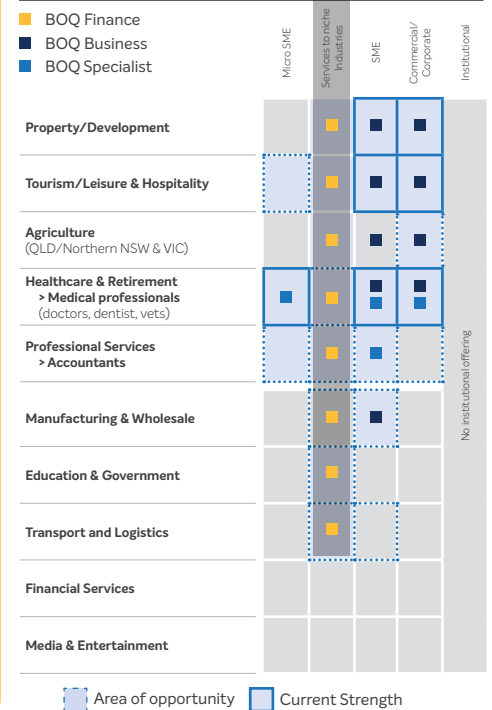 BOQ Finance
BOQ Business
BOQ Specialist
Micro SME
Services to niche
Industries
SME
Commercial/
Corporate
Institutional
Property/Development
Tourism/Leisure & Hospitality
Agriculture
(QLD/Northern NSW & VIC)
Healthcare & Retirement
> Medical professionals
(doctors, dentist, vets)
Professional Services
> Accountants
Manufacturing & Wholesale
Education & Government
Transport and Logistics
Financial Services
Media & Entertainment
No institutional offering
Area of opportunity
Current Strength